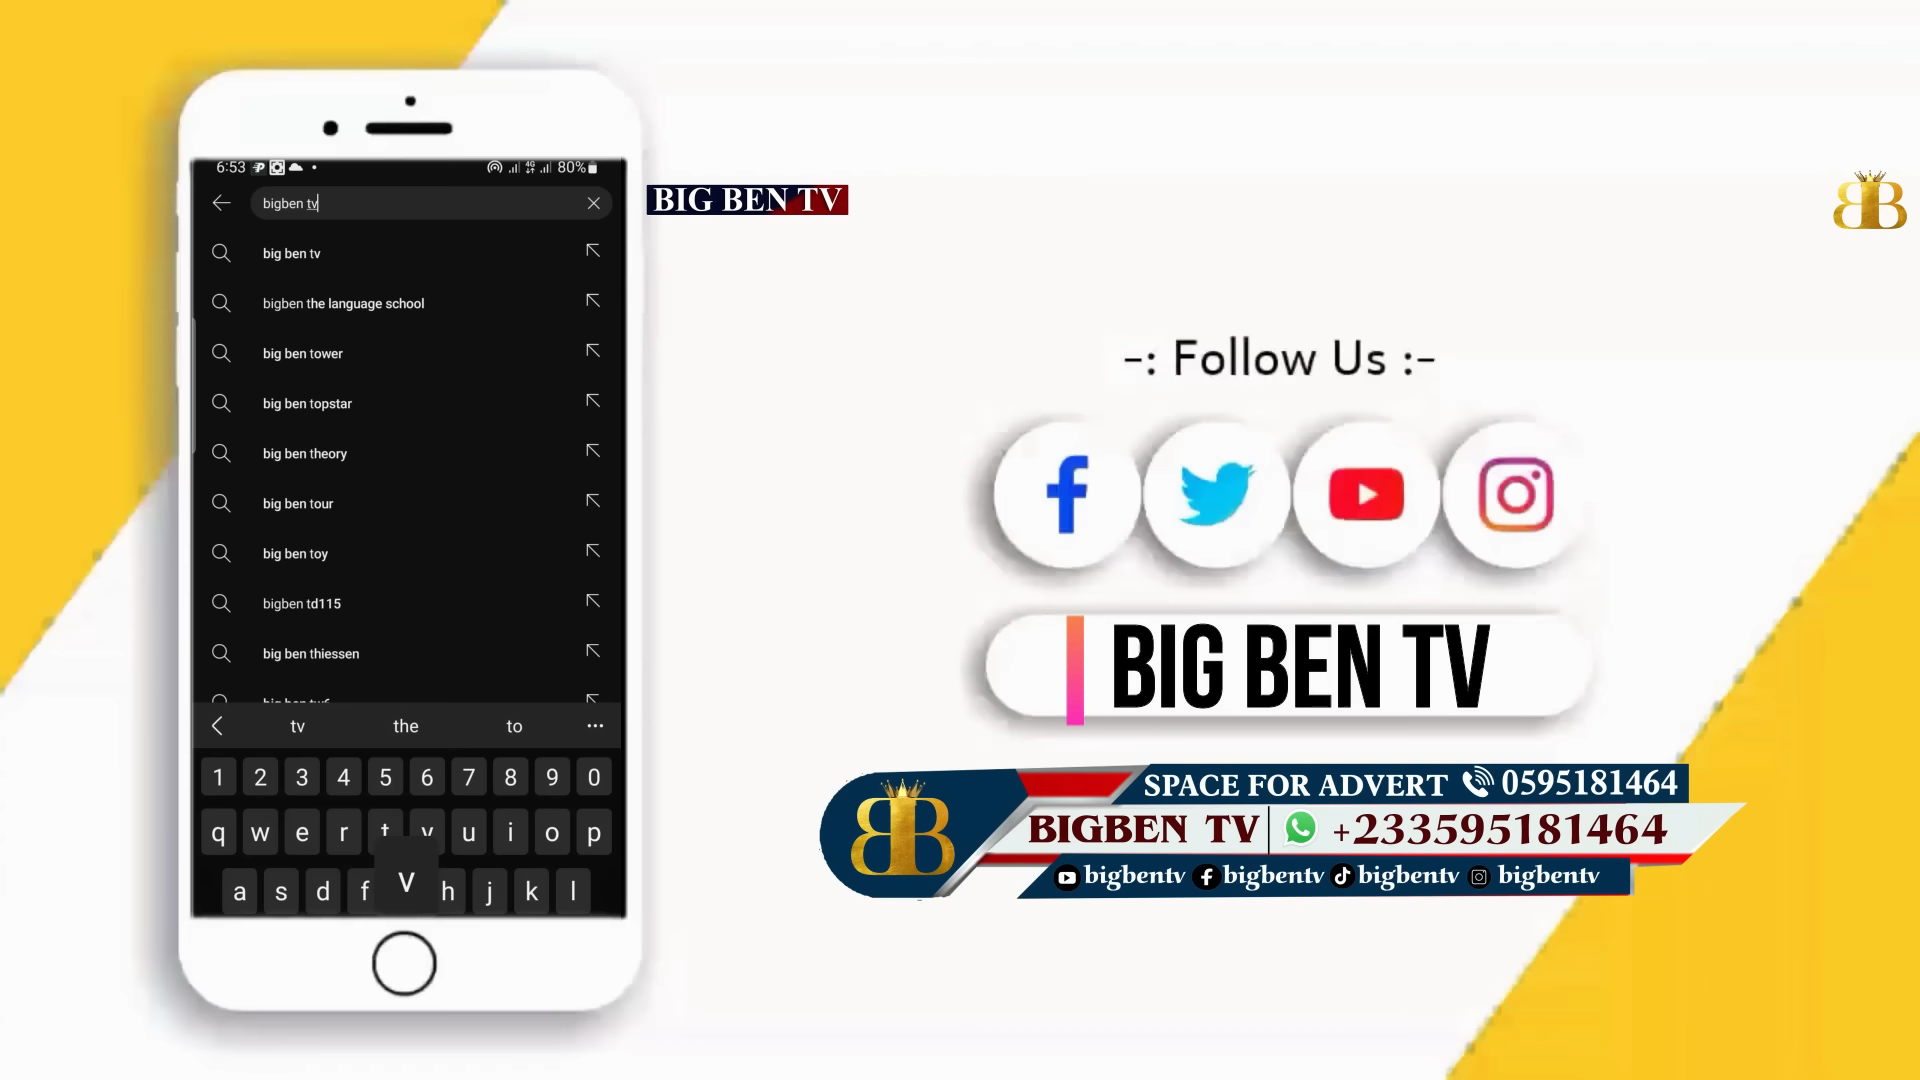 6:53
4G
80%
bigben tv
big ben tv
bigben the language school
big ben tower
big ben topstar
big ben theory
big ben tour
big ben toy
bigben td115
big ben thiessen
tv the to
1 2 3 4 5 6 7 8 9 0
q w e r t y u i o p
a s d f v h j k l
BIG BEN TV
BB
-: Follow Us :-
BIG BEN TV
SPACE FOR ADVERT 0595181464
BIGBEN TV +233595181464
bigbentv bigbentv bigbentv bigbentv
BB